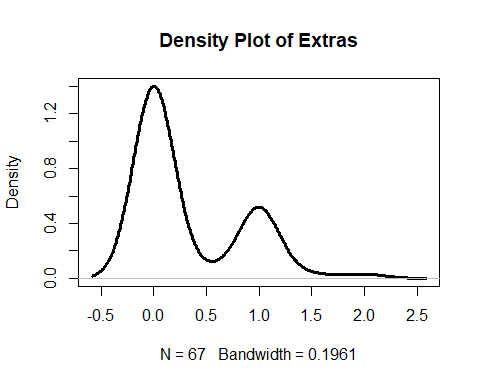 Density Plot of Extras
Density
1.2
0.8
0.4
0.0
-0.5 0.0 0.5 1.0 1.5 2.0 2.5
N = 67 Bandwidth = 0.1961